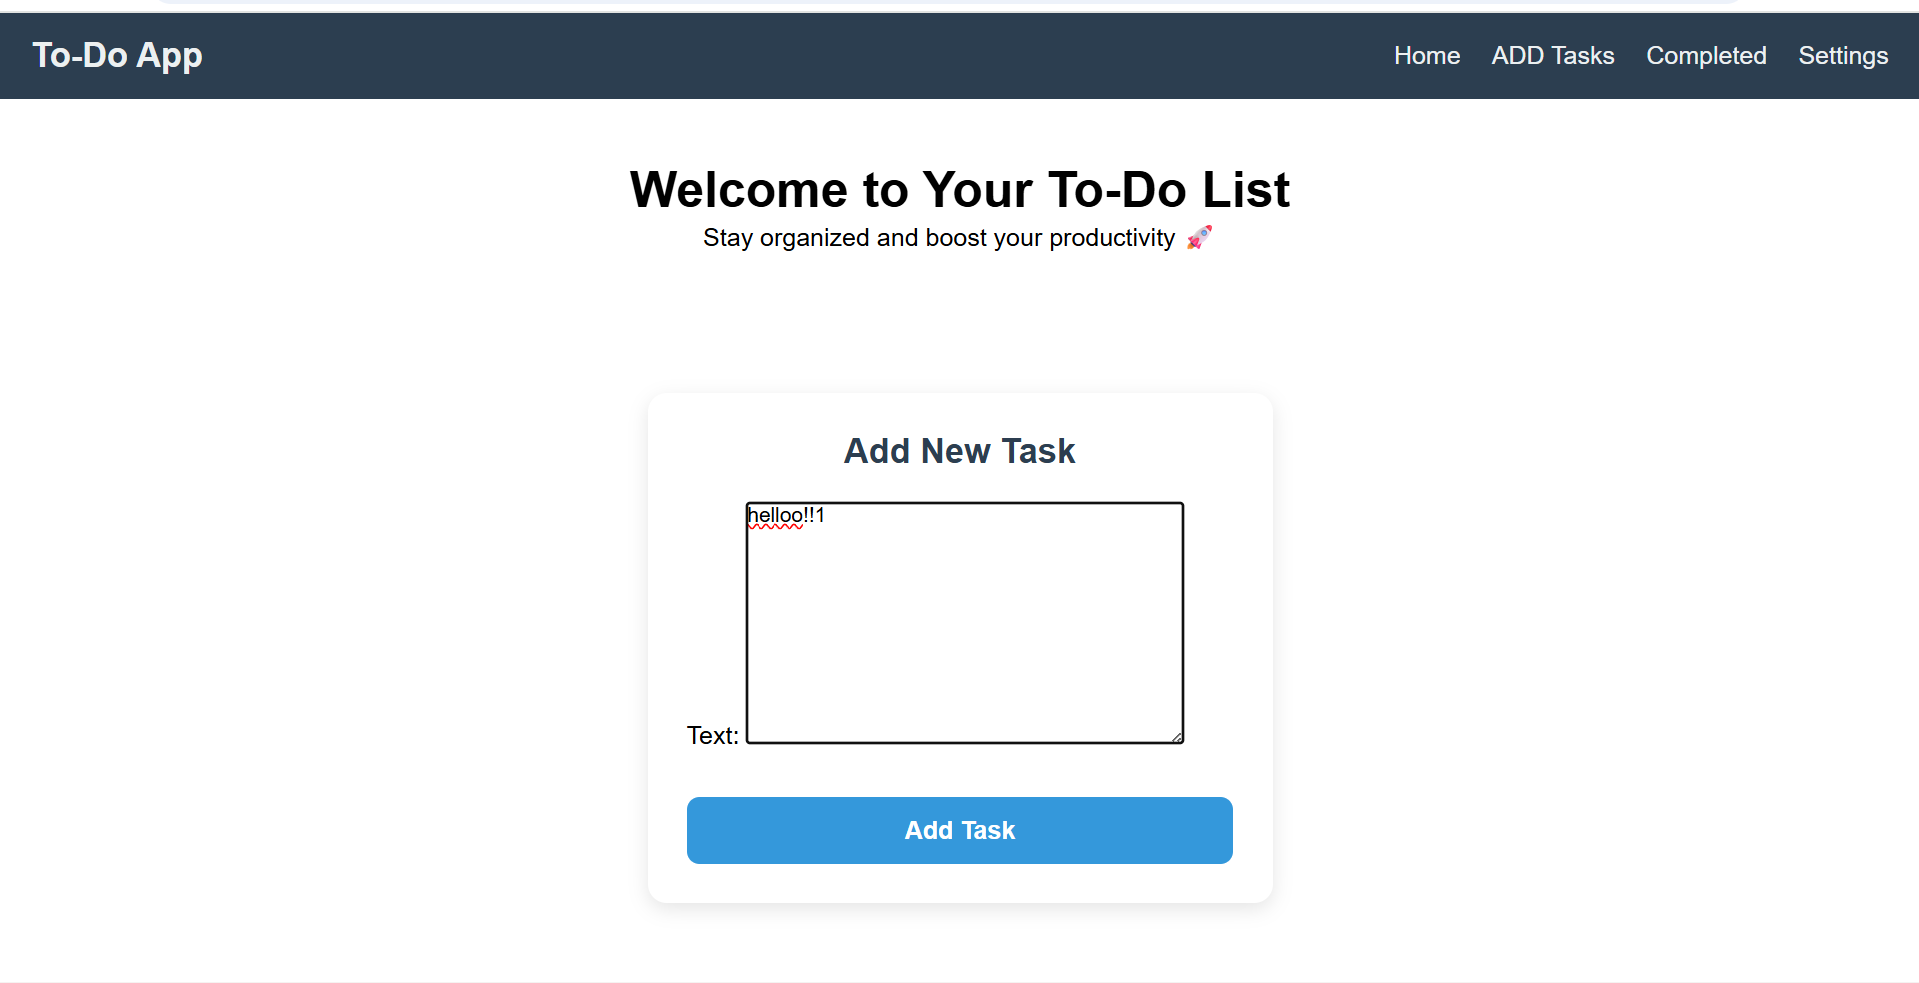 To-Do App
Home ADD Tasks Completed Settings
Welcome to Your To-Do List
Stay organized and boost your productivity 🚀
Add New Task
helloo!!1
Text:
Add Task